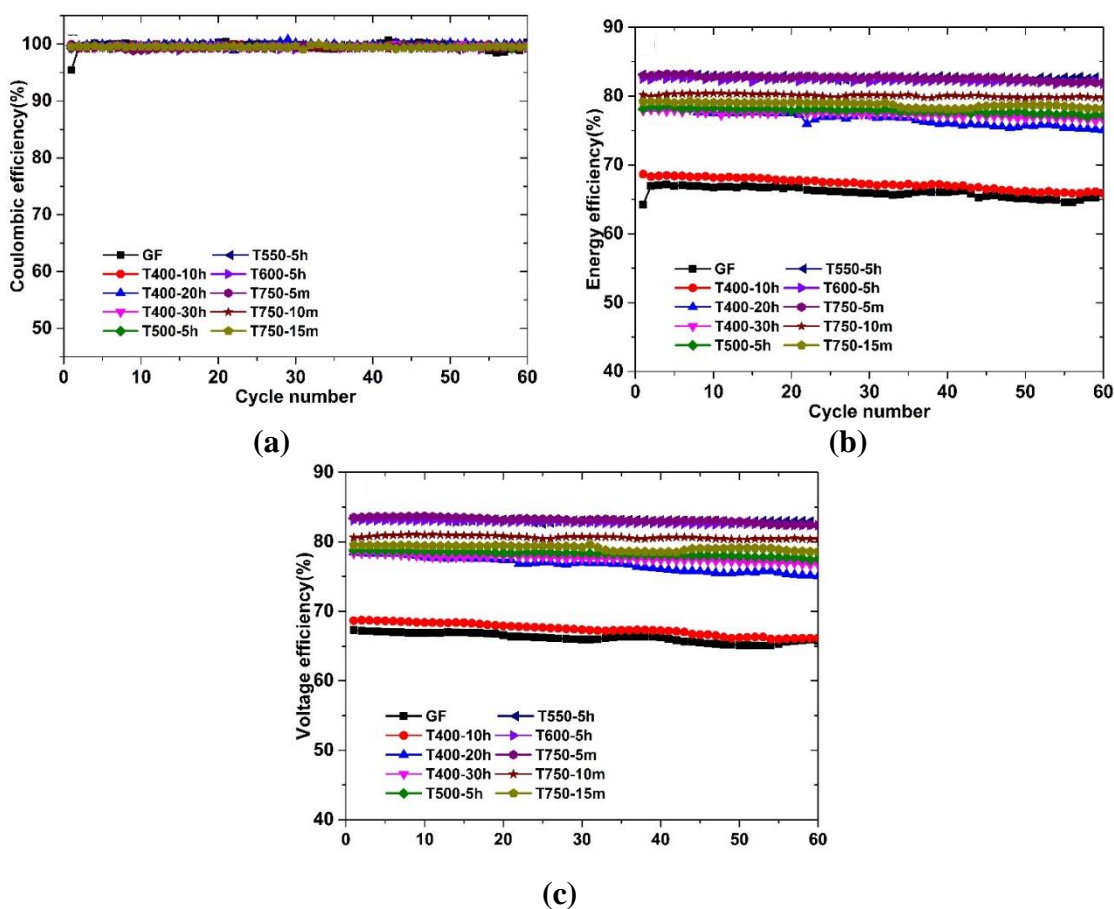 100
90
80
70
60
50
0
10
20
30
40
50
60
Coulombic efficiency(%)
Cycle number
GF
T400-10h
T400-20h
T400-30h
T500-5h
T550-5h
T600-5h
T750-5m
T750-10m
T750-15m
(a)
90
80
70
60
50
40
0
10
20
30
40
50
60
Energy efficiency(%)
Cycle number
GF
T400-10h
T400-20h
T400-30h
T500-5h
T550-5h
T600-5h
T750-5m
T750-10m
T750-15m
(b)
90
80
70
60
50
40
0
10
20
30
40
50
60
Voltage efficiency(%)
GF
T400-10h
T400-20h
T400-30h
T500-5h
T550-5h
T600-5h
T750-5m
T750-10m
T750-15m
(c)